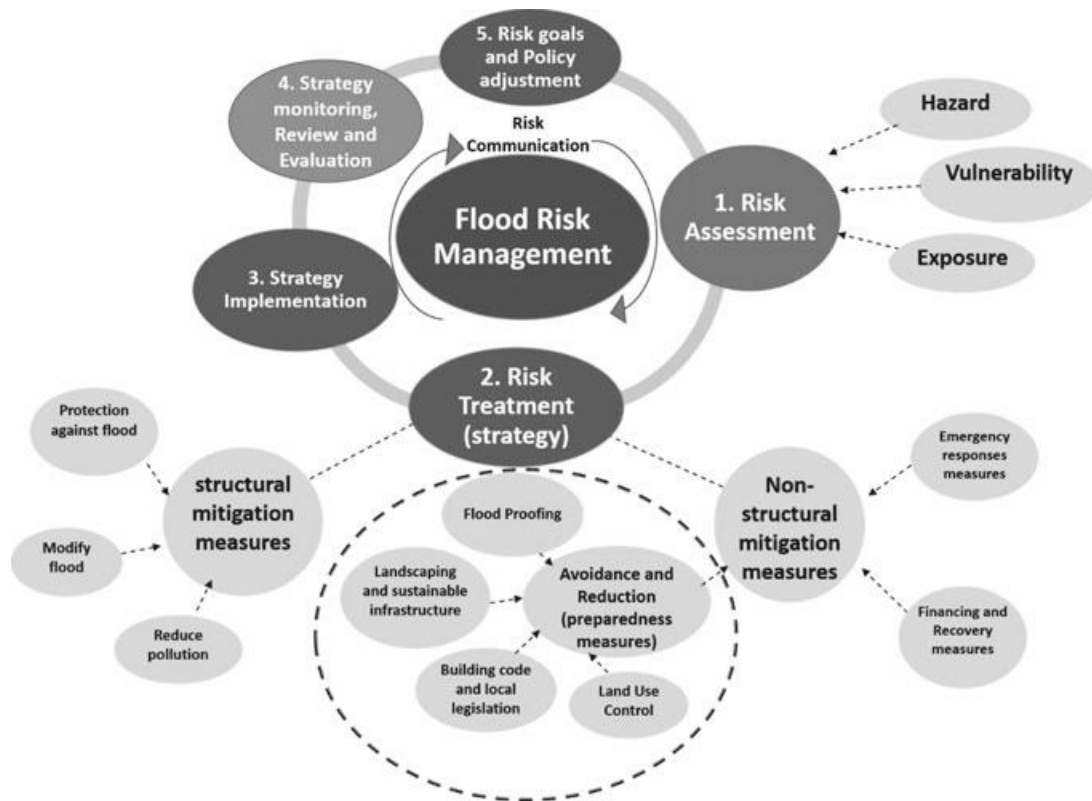 5. Risk goals
and Policy
adjustment
4. Strategy
monitoring,
Review and
Evaluation
Risk
Communication
Hazard
Vulnerability
Exposure
1. Risk
Assessment
Flood Risk
Management
3. Strategy
Implementation
2. Risk
Treatment
(strategy)
Protection
against flood
structural
mitigation
measures
Modify
flood
Reduce
pollution
Flood Proofing
Landscaping
and sustainable
infrastructure
Avoidance and
Reduction
(preparedness
measures)
Building code
and local
legislation
Land Use
Control
Non-
structural
mitigation
measures
Emergency
responses
measures
Financing and
Recovery
measures